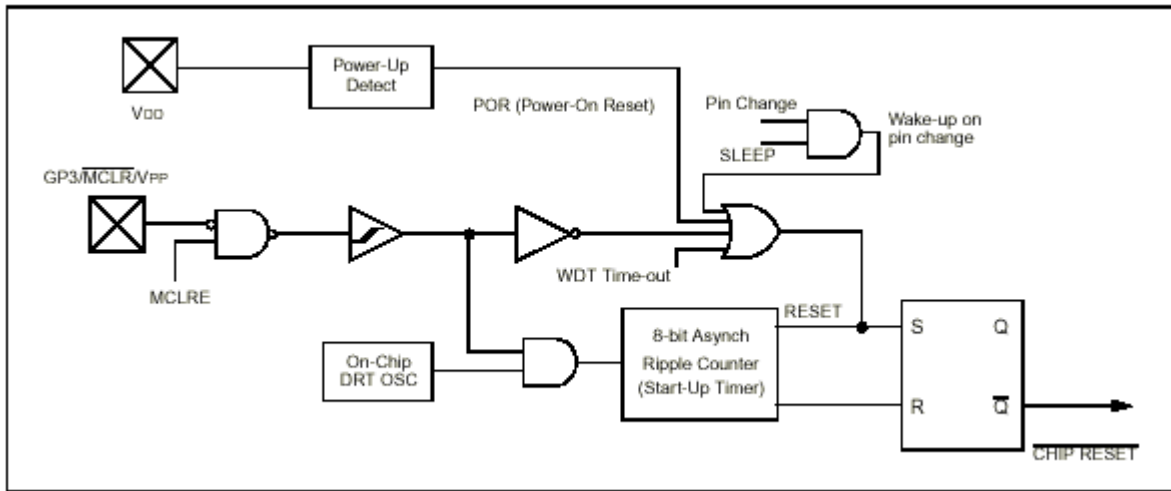 Power-Up
Detect
VDD
POR (Power-On Reset)
Pin Change
SLEEP
Wake-up on
pin change
GP3/MCLR/VPP
MCLRE
WDT Time-out
RESET
On-Chip
DRT OSC
8-bit Asynch
Ripple Counter
(Start-Up Timer)
S
Q
R
Q
CHIP RESET